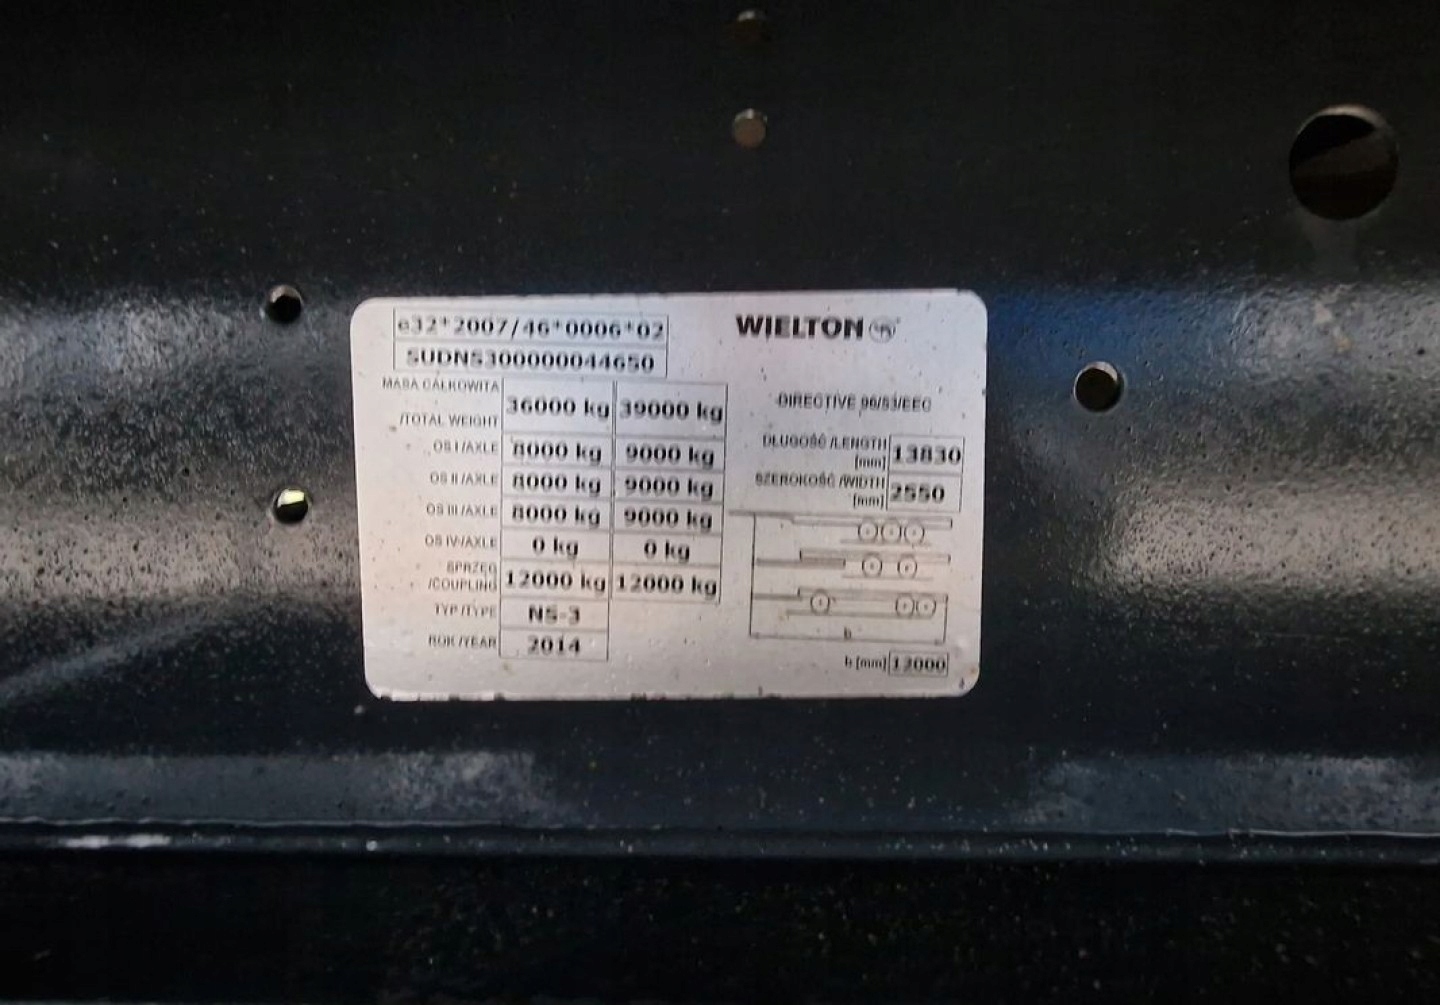 e32*2007/46*0006*02
WIELTON
SUDNS300000044650
MASA CAŁKOWITA
/TOTAL WEIGHT
36000 kg 39000 kg
OS I /AXLE 8000 kg 9000 kg
OS II /AXLE 8000 kg 9000 kg
OS III /AXLE 8000 kg 9000 kg
OS IV /AXLE 0 kg 0 kg
SPRZĘG
/COUPLING 12000 kg 12000 kg
TYP /TYPE NS-3
ROK /YEAR 2014
DIRECTIVE 96/53/EEC
DŁUGOŚĆ /LENGTH
[mm] 13830
SZEROKOŚĆ /WIDTH
[mm] 2550
b
b [mm] 12000